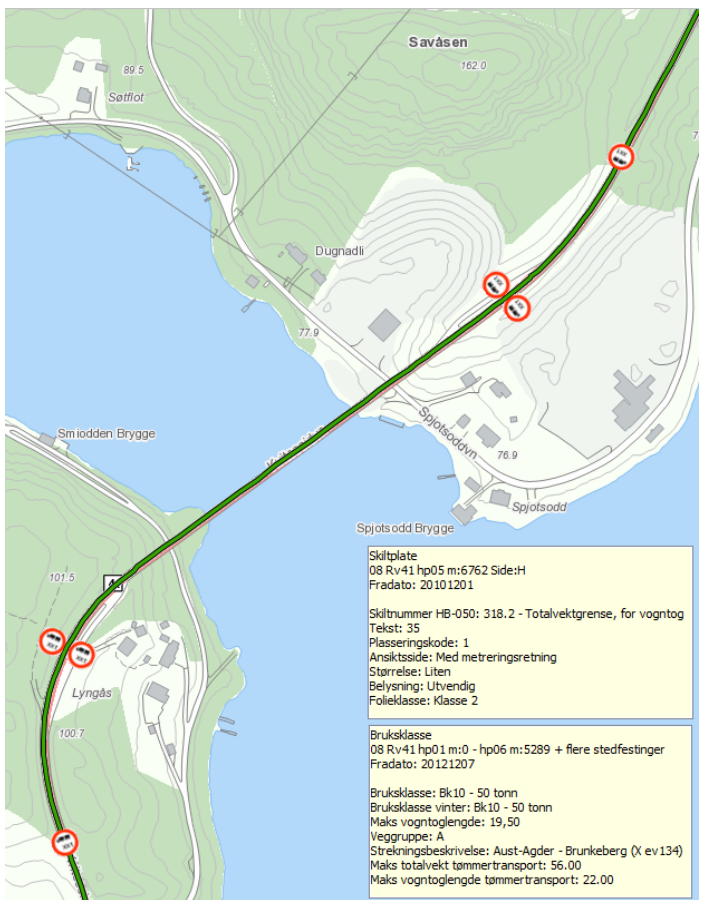 Savåsen
162.0
89.5
Søtflot
Dugnadli
77.9
Smiodden Brygge
Spjotsoddvn
76.9
Spjotsodd
Spjotsodd Brygge
101.5
Lyngås
100.7
Skiltplate
08 Rv41 hp05 m:6762 Side:H
Fradato: 20101201
Skiltnummer HB-050: 318.2 - Totalvektgrense, for vogntog
Tekst: 35
Plasseringskode: 1
Ansiktsside: Med metreringsretning
Størrelse: Liten
Belysning: Utvendig
Folieklasse: Klasse 2
Bruksklasse
08 Rv41 hp01 m:0 - hp06 m:5289 + flere stedfestinger
Fradato: 20121207
Bruksklasse: Bk10 - 50 tonn
Bruksklasse vinter: Bk10 - 50 tonn
Maks vogntoglengde: 19,50
Veggruppe: A
Strekningsbeskrivelse: Aust-Agder - Brunkeberg (X ev134)
Maks totalvekt tømmertransport: 56.00
Maks vogntoglengde tømmertransport: 22.00